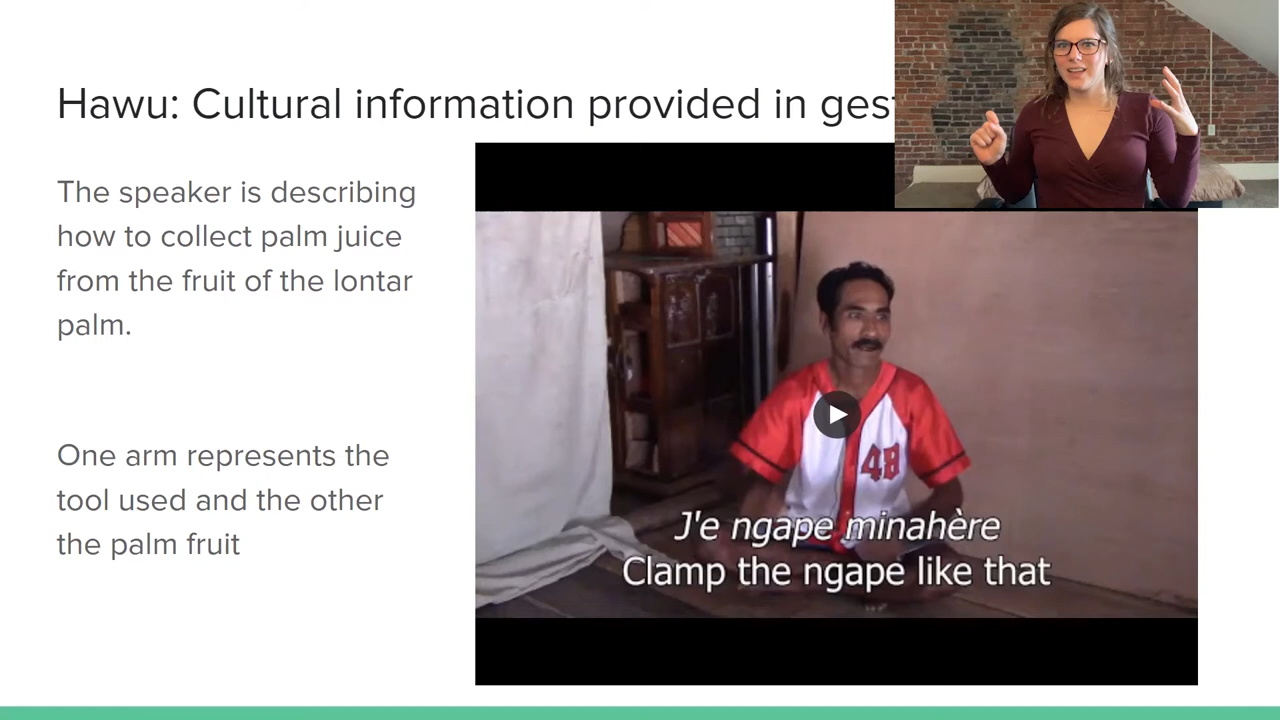 Hawu: Cultural information provided in ges
The speaker is describing
how to collect palm juice
from the fruit of the lontar
palm.
One arm represents the
tool used and the other
the palm fruit
48
J'e ngape minahère
Clamp the ngape like that